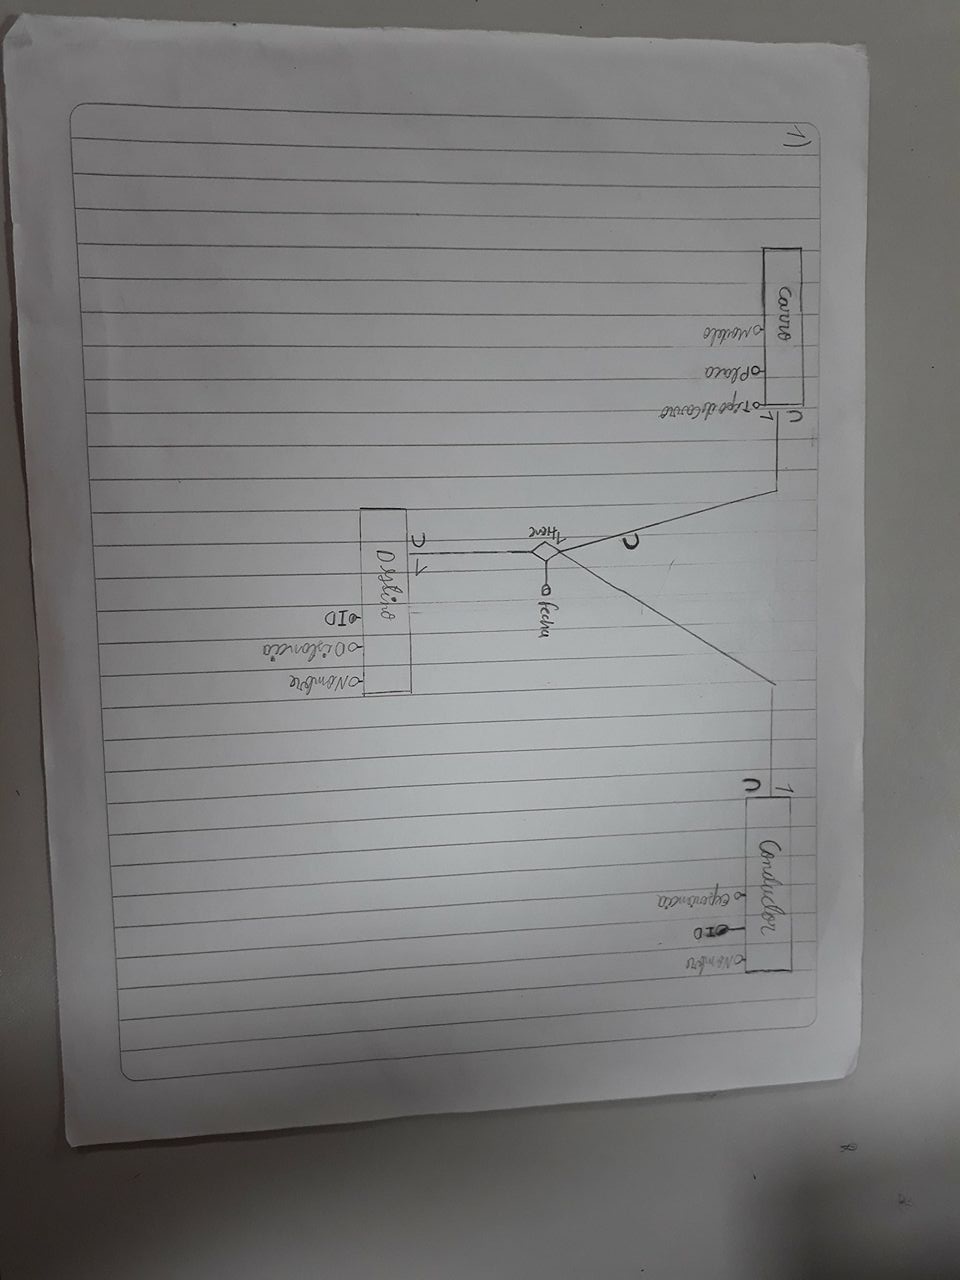 1)
Carro
Modelo
Placa
Tipo de Carro
n
1
n
Tiene
fecha
n
1
Destino
ID
Distancia
Nombre
1
n
Conductor
experiencia
ID
Nombre